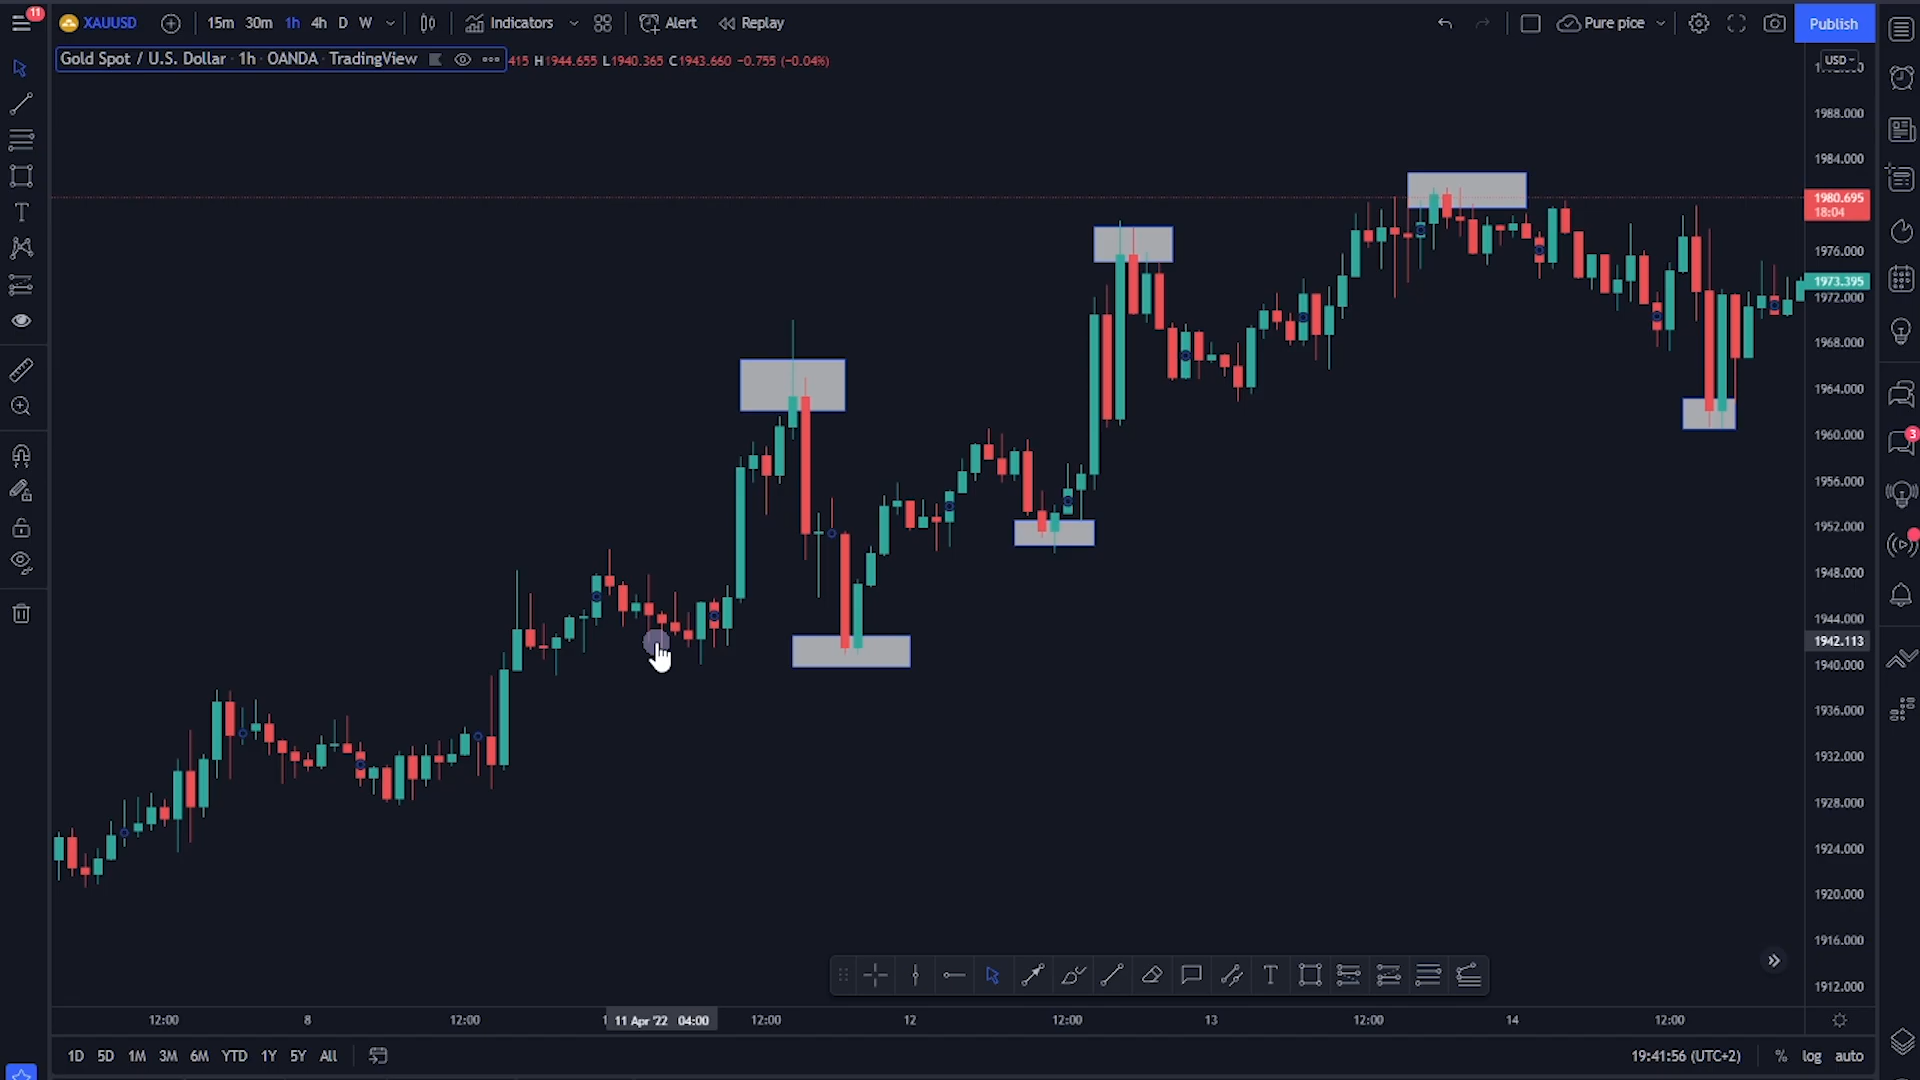 11
XAUUSD
15m 30m 1h 4h D W
Indicators
Alert
Replay
Pure pice
Publish
Gold Spot / U.S. Dollar · 1h · OANDA · TradingView
415 H1944.655 L1940.365 C1943.660 −0.755 (−0.04%)
USD
1988.000
1984.000
1980.695
18:04
1976.000
1973.395
1972.000
1968.000
1964.000
1960.000
3
1956.000
1952.000
1948.000
1944.000
1942.113
1940.000
1936.000
1932.000
1928.000
1924.000
1920.000
1916.000
1912.000
T
12:00 8 12:00 11 Apr '22 04:00 12:00 12 12:00 13 12:00 14 12:00
1D 5D 1M 3M 6M YTD 1Y 5Y All
19:41:56 (UTC+2) % log auto